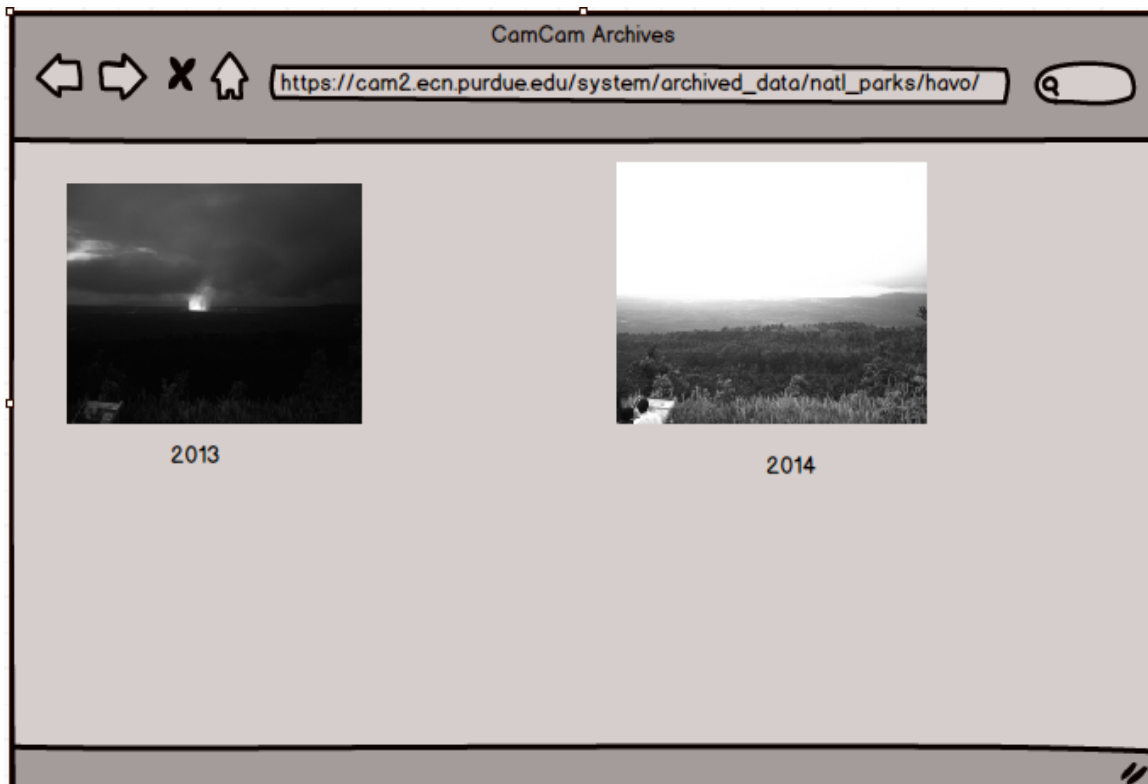 CamCam Archives
https://cam2.ecn.purdue.edu/system/archived_data/natl_parks/havo/
2013
2014